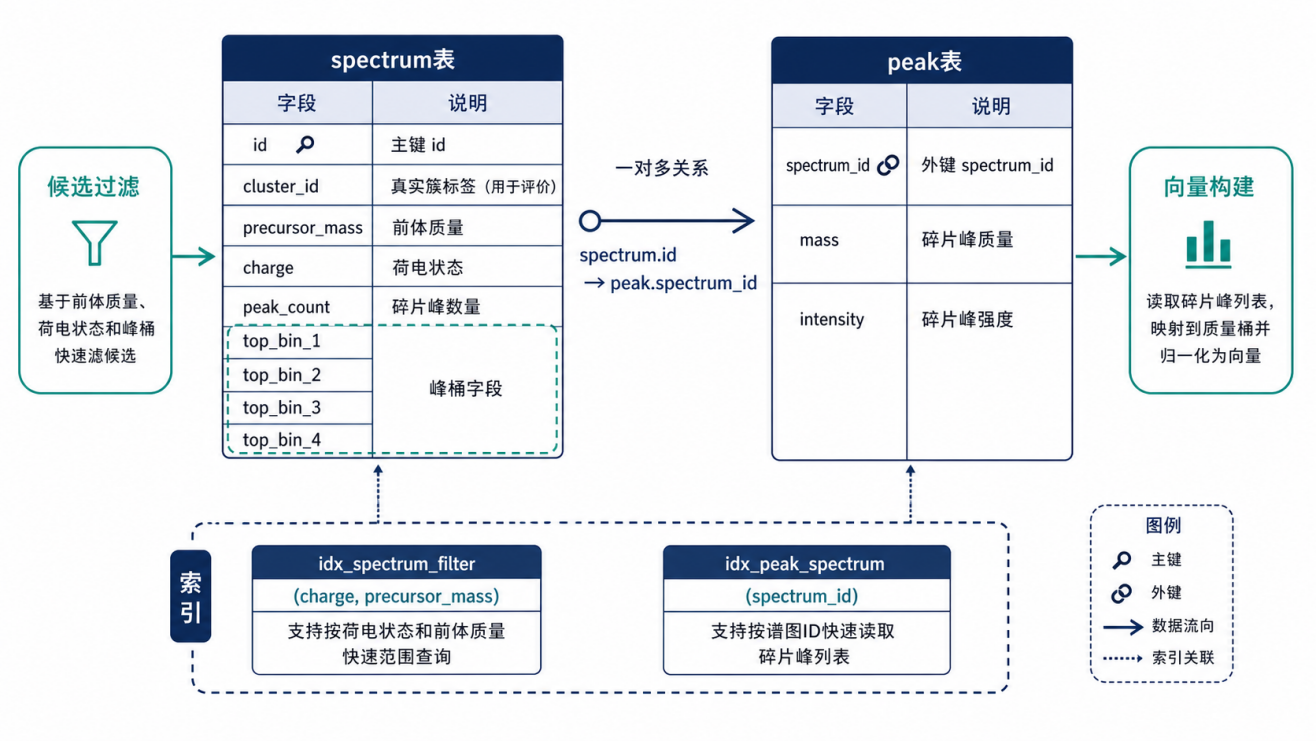 候选过滤
基于前体质量、
荷电状态和峰桶
快速滤候选
spectrum表
字段 说明
id 主键 id
cluster_id 真实簇标签（用于评价）
precursor_mass 前体质量
charge 荷电状态
peak_count 碎片峰数量
top_bin_1
top_bin_2
top_bin_3
top_bin_4
峰桶字段
一对多关系
spectrum.id
→ peak.spectrum_id
peak表
字段 说明
spectrum_id 外键 spectrum_id
mass 碎片峰质量
intensity 碎片峰强度
向量构建
读取碎片峰列表，
映射到质量桶并
归一化为向量
索引
idx_spectrum_filter
(charge, precursor_mass)
支持按荷电状态和前体质量
快速范围查询
idx_peak_spectrum
(spectrum_id)
支持按谱图ID快速读取
碎片峰列表
图例
主键
外键
数据流向
索引关联